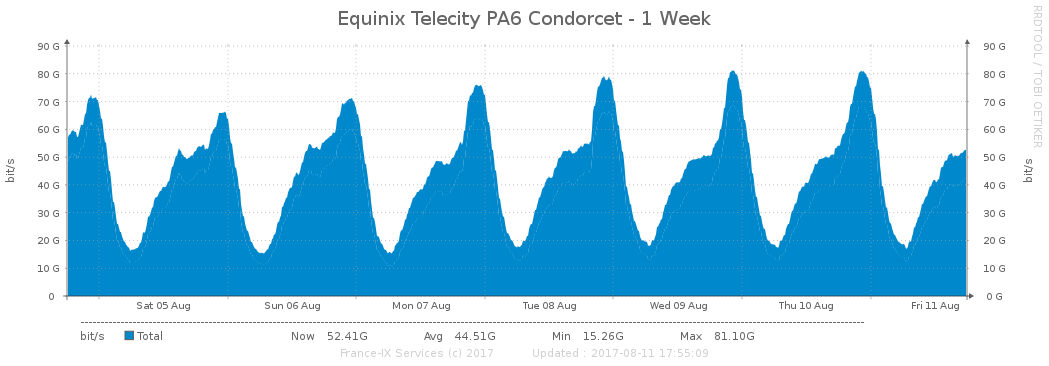 Equinix Telecity PA6 Condorcet - 1 Week
RRDTOOL / TOBI OETIKER
bit/s
90 G 90 G
80 G 80 G
70 G 70 G
60 G 60 G
50 G 50 G
40 G 40 G
30 G 30 G
20 G 20 G
10 G 10 G
0 0 G
bit/s
Sat 05 Aug Sun 06 Aug Mon 07 Aug Tue 08 Aug Wed 09 Aug Thu 10 Aug Fri 11 Aug
bit/s Total Now 52.41G Avg 44.51G Min 15.26G Max 81.10G
France-IX Services (c) 2017 Updated : 2017-08-11 17:55:09